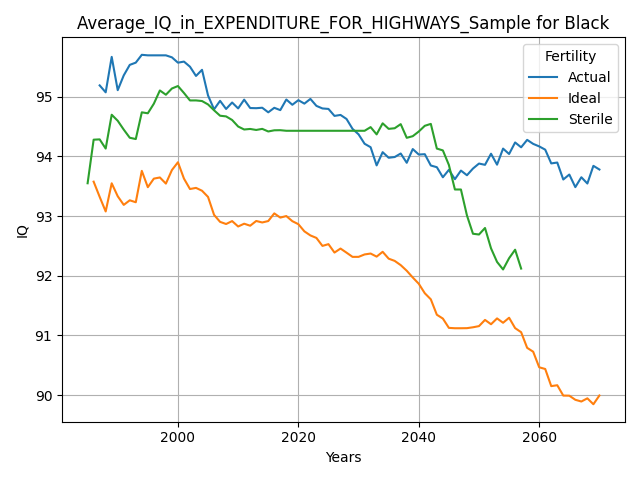 Average_IQ_in_EXPENDITURE_FOR_HIGHWAYS_Sample for Black
Fertility
Actual
Ideal
Sterile
IQ
95
94
93
92
91
90
2000 2020 2040 2060
Years